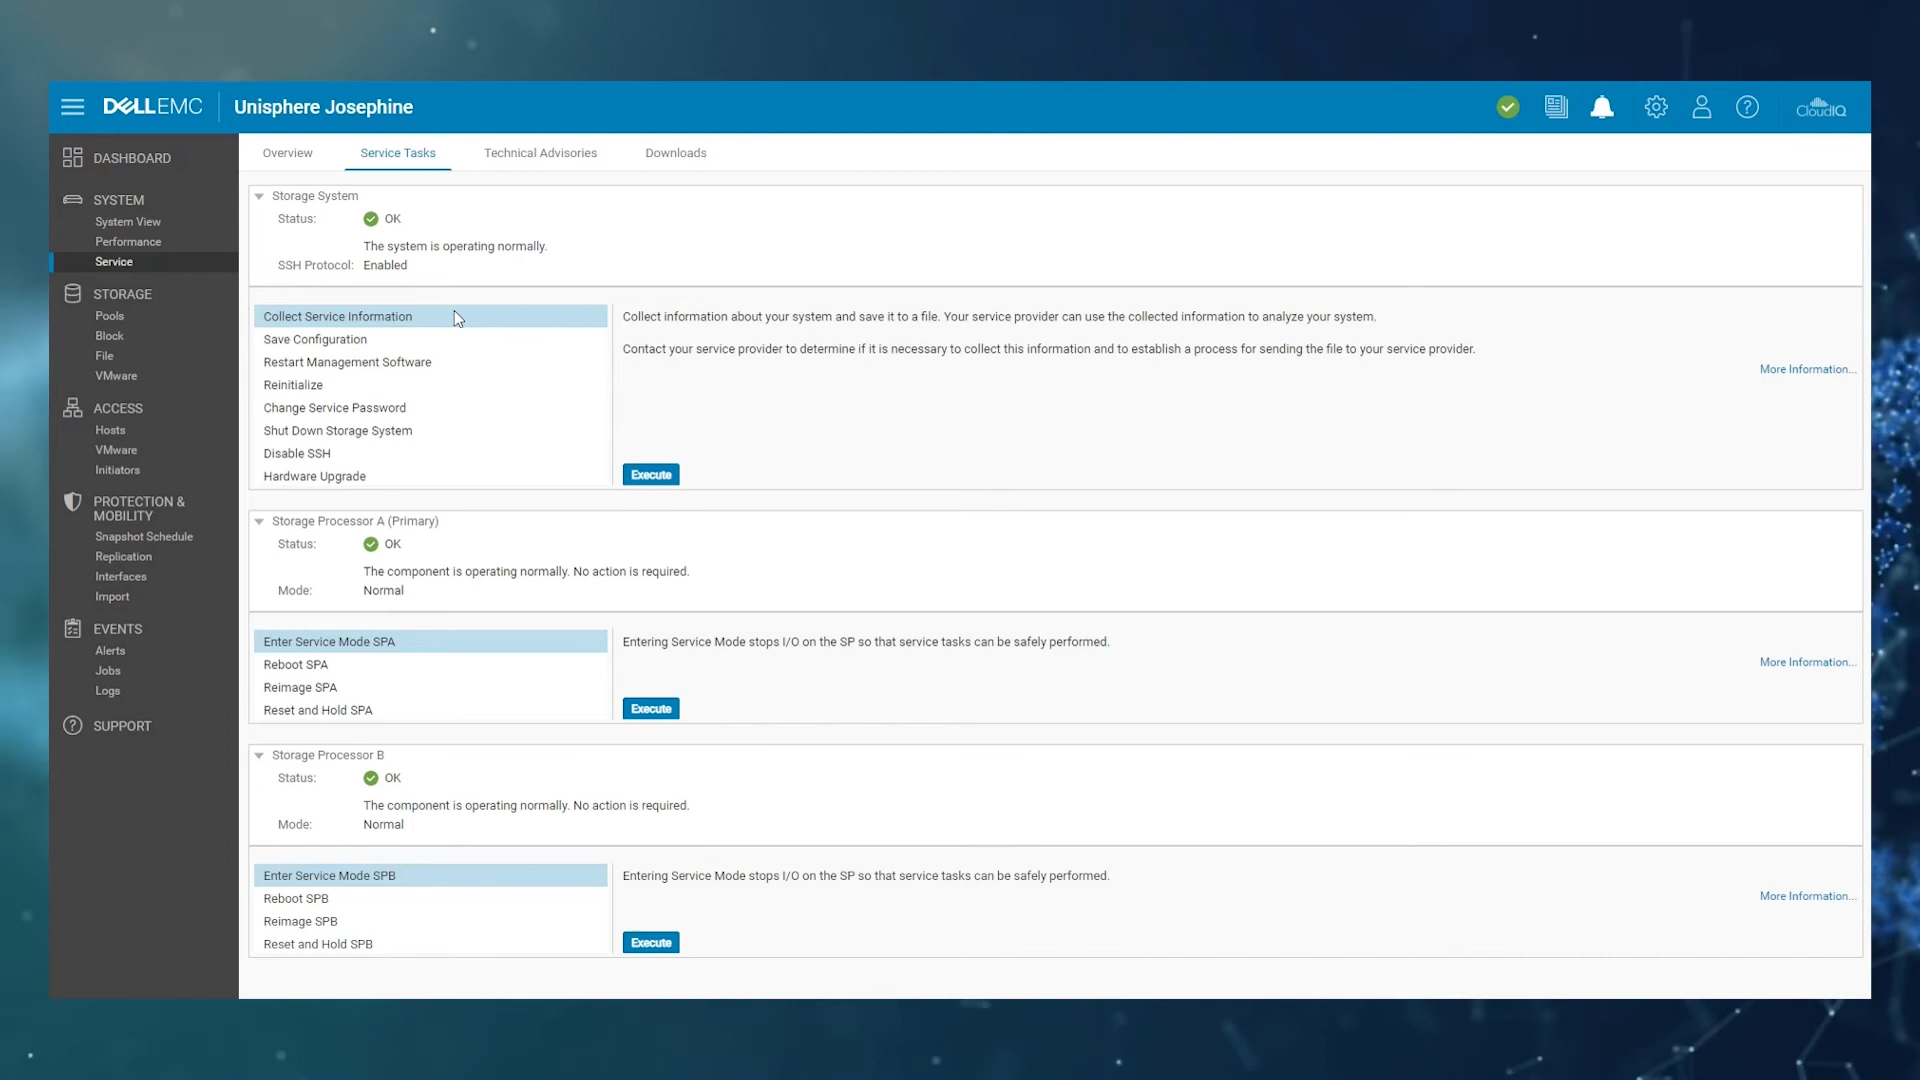 DELLEMC
Unisphere Josephine
CloudIQ
DASHBOARD
SYSTEM
System View
Performance
Service
STORAGE
Pools
Block
File
VMware
ACCESS
Hosts
VMware
Initiators
PROTECTION &
MOBILITY
Snapshot Schedule
Replication
Interfaces
Import
EVENTS
Alerts
Jobs
Logs
SUPPORT
Overview
Service Tasks
Technical Advisories
Downloads
Storage System
Status: OK
The system is operating normally.
SSH Protocol: Enabled
Collect Service Information
Save Configuration
Restart Management Software
Reinitialize
Change Service Password
Shut Down Storage System
Disable SSH
Hardware Upgrade
Collect information about your system and save it to a file. Your service provider can use the collected information to analyze your system.
Contact your service provider to determine if it is necessary to collect this information and to establish a process for sending the file to your service provider.
More Information...
Execute
Storage Processor A (Primary)
Status: OK
The component is operating normally. No action is required.
Mode: Normal
Enter Service Mode SPA
Reboot SPA
Reimage SPA
Reset and Hold SPA
Entering Service Mode stops I/O on the SP so that service tasks can be safely performed.
More Information...
Execute
Storage Processor B
Status: OK
The component is operating normally. No action is required.
Mode: Normal
Enter Service Mode SPB
Reboot SPB
Reimage SPB
Reset and Hold SPB
Entering Service Mode stops I/O on the SP so that service tasks can be safely performed.
More Information...
Execute